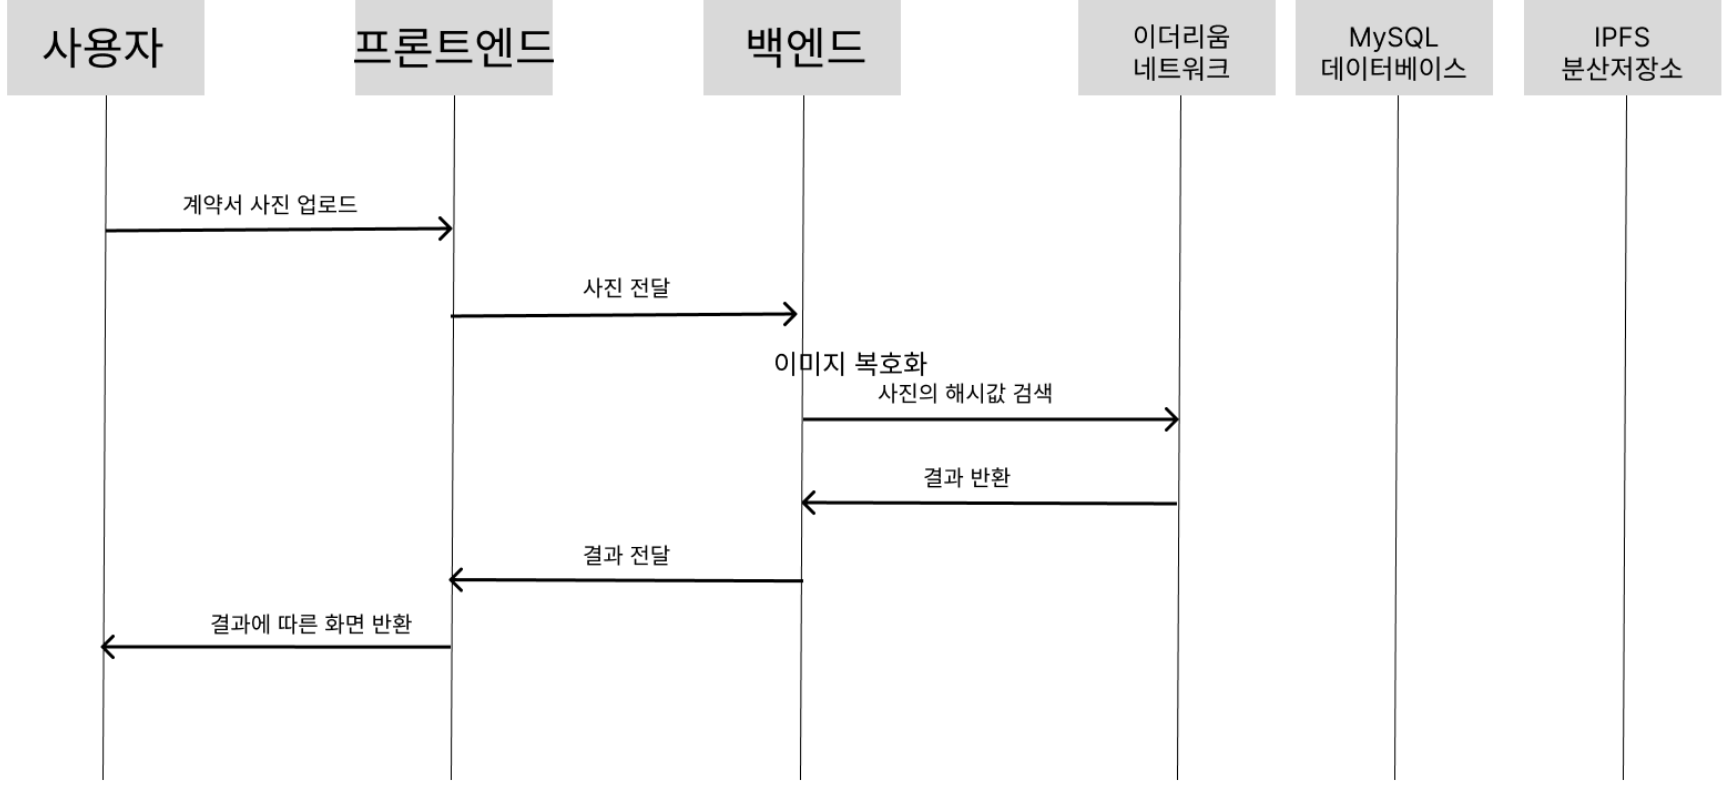 사용자
프론트엔드
백엔드
이더리움
네트워크
MySQL
데이터베이스
IPFS
분산저장소
계약서 사진 업로드
사진 전달
이미지 복호화
사진의 해시값 검색
결과 반환
결과 전달
결과에 따른 화면 반환